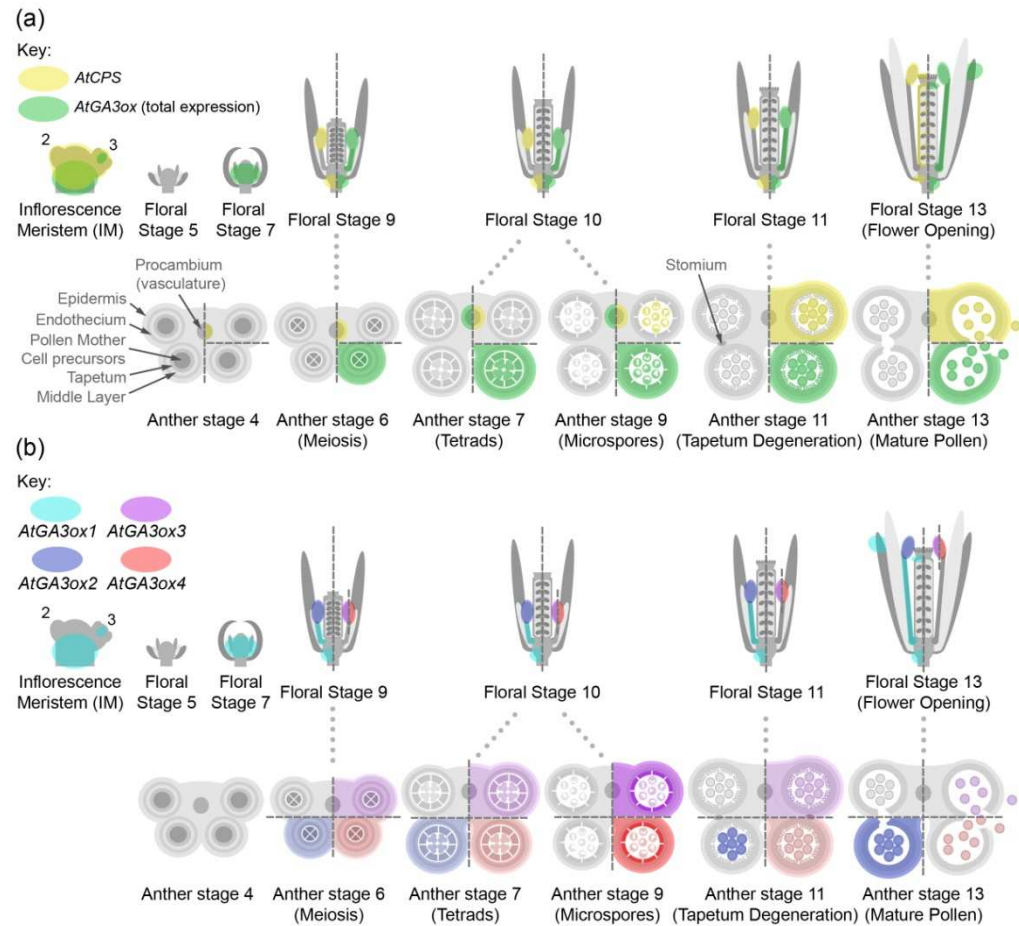 (a)
Key:
AtCPS
AtGA3ox (total expression)
2
3
Inflorescence
Meristem (IM)
Floral
Stage 5
Floral
Stage 7
Floral Stage 9
Floral Stage 10
Floral Stage 11
Floral Stage 13
(Flower Opening)
Procambium
(vasculature)
Epidermis
Endothecium
Pollen Mother
Cell precursors
Tapetum
Middle Layer
Stomium
Anther stage 4
Anther stage 6
(Meiosis)
Anther stage 7
(Tetrads)
Anther stage 9
(Microspores)
Anther stage 11
(Tapetum Degeneration)
Anther stage 13
(Mature Pollen)
(b)
Key:
AtGA3ox1
AtGA3ox3
AtGA3ox2
AtGA3ox4
2
3
Inflorescence
Meristem (IM)
Floral
Stage 5
Floral
Stage 7
Floral Stage 9
Floral Stage 10
Floral Stage 11
Floral Stage 13
(Flower Opening)
Anther stage 4
Anther stage 6
(Meiosis)
Anther stage 7
(Tetrads)
Anther stage 9
(Microspores)
Anther stage 11
(Tapetum Degeneration)
Anther stage 13
(Mature Pollen)